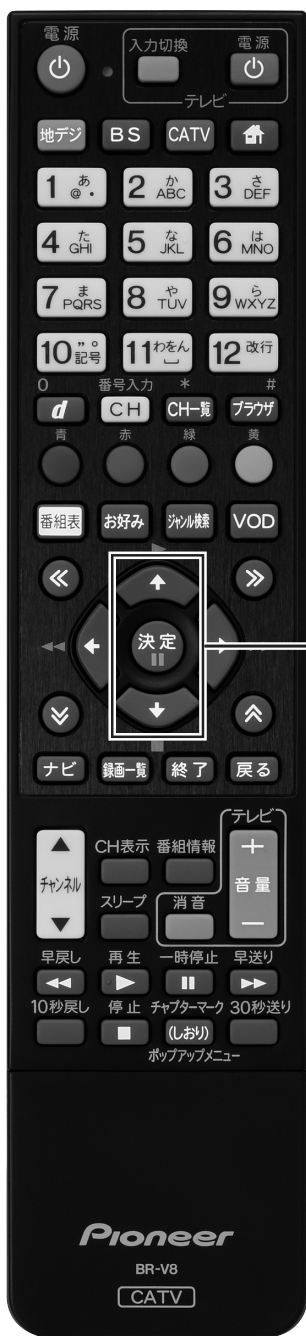 電源
入力切換 電源
テレビ
地デジ BS CATV
1 あ @. 2 か ABC 3 さ DEF
4 た GHI 5 な JKL 6 は MNO
7 ま PQRS 8 や TUV 9 ら WXYZ
10 ゛゜ 記号 11 わをん 12 改行
0 番号入力 * #
d CH CH一覧 ブラウザ
青 赤 緑 黄
番組表 お好み ジャンル検索 VOD
決定
ナビ 録画一覧 終了 戻る
テレビ
CH表示 番組情報
チャンネル
音量
スリープ 消音
早戻し 再生 一時停止 早送り
10秒戻し 停止 チャプターマーク 30秒送り
(しおり)
ポップアップメニュー
Pioneer
BR-V8
CATV